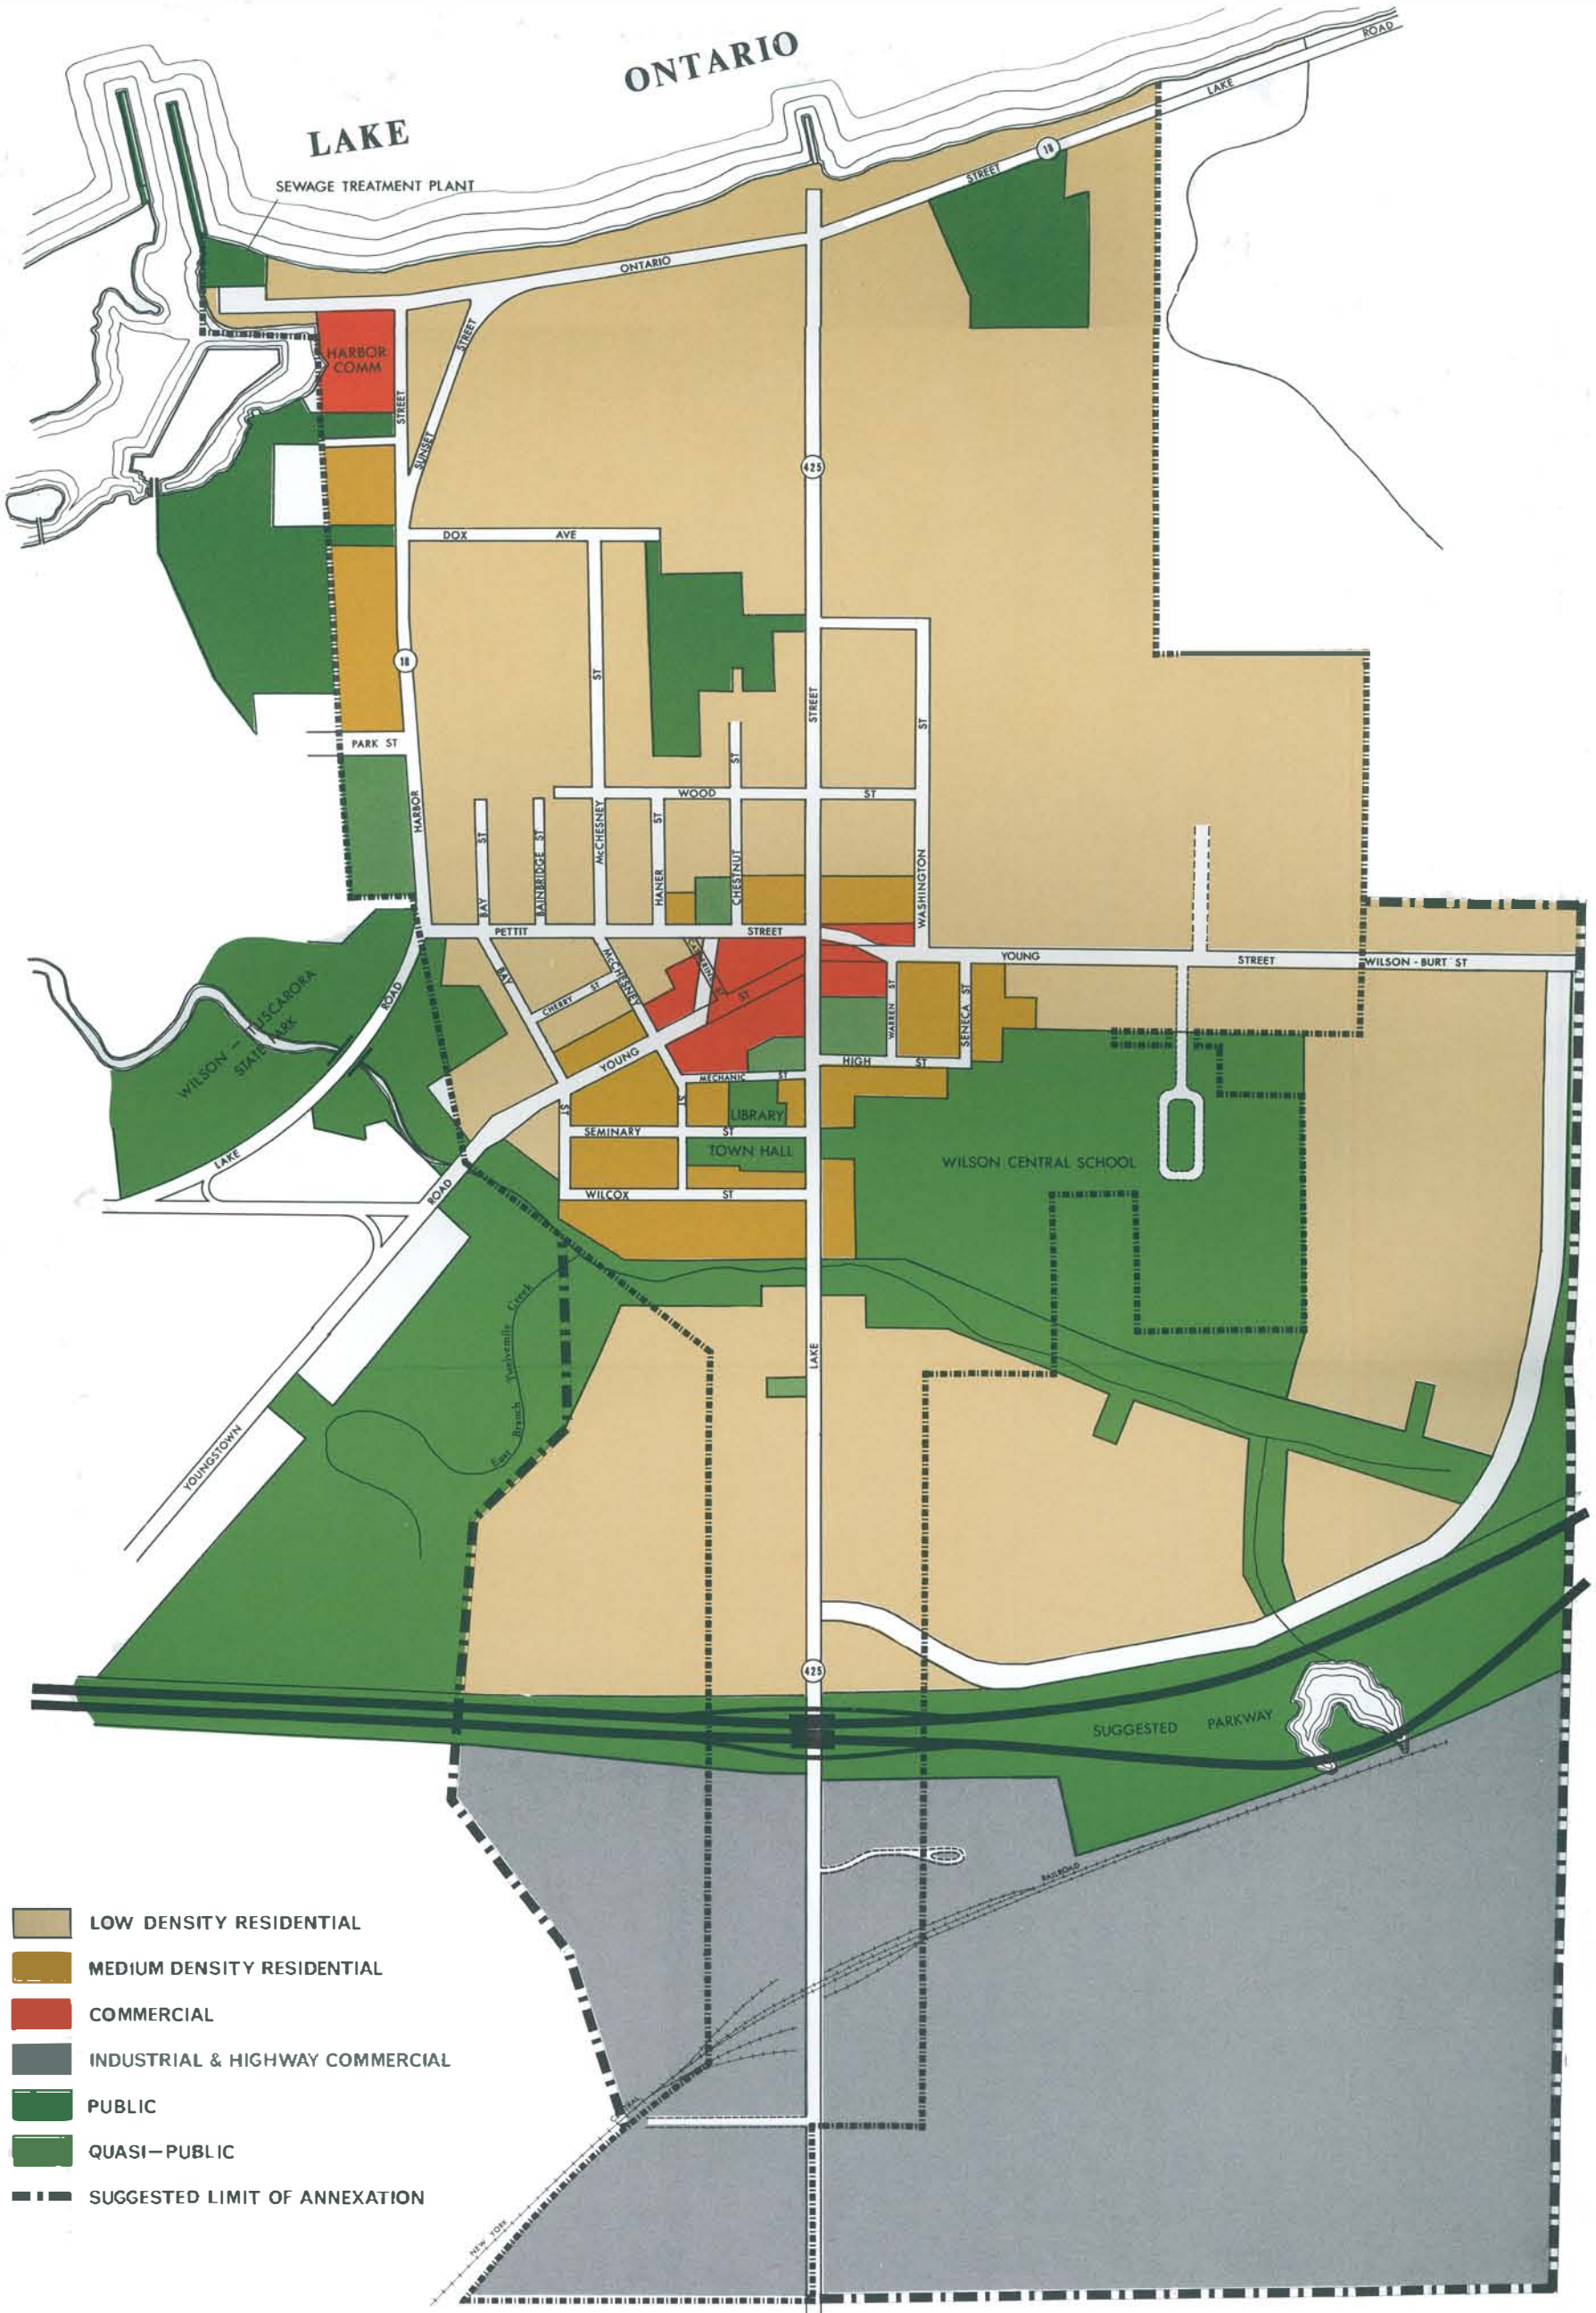 ONTARIO
LAKE
ROAD
LAKE
SEWAGE TREATMENT PLANT
18
STREET
ONTARIO
STREET
HARBOR
COMM
STREET
SUNSET
425
DOX AVE
ST
18
STREET
ST
PARK ST
ST
HARBOR
WOOD ST
McCHESNEY
ST
ST
BAINBRIDGE ST
HANER
CHESTNUT
WASHINGTON
BAY
PETTIT STREET
YOUNG STREET WILSON - BURT ST
BAY
McCHESNEY
CATHERINE ST
ST
CHERRY ST
WARREN ST
SENECA ST
WILSON - TUSCARORA
STATE PARK
ROAD
YOUNG
HIGH ST
MECHANIC ST
ST
ST
LIBRARY
SEMINARY ST
TOWN HALL
WILSON CENTRAL SCHOOL
LAKE
ROAD
WILCOX ST
East Branch Twelvemile Creek
LAKE
YOUNGSTOWN
425
SUGGESTED PARKWAY
RAILROAD
LOW DENSITY RESIDENTIAL
MEDIUM DENSITY RESIDENTIAL
COMMERCIAL
INDUSTRIAL & HIGHWAY COMMERCIAL
PUBLIC
QUASI-PUBLIC
SUGGESTED LIMIT OF ANNEXATION
NEW YORK